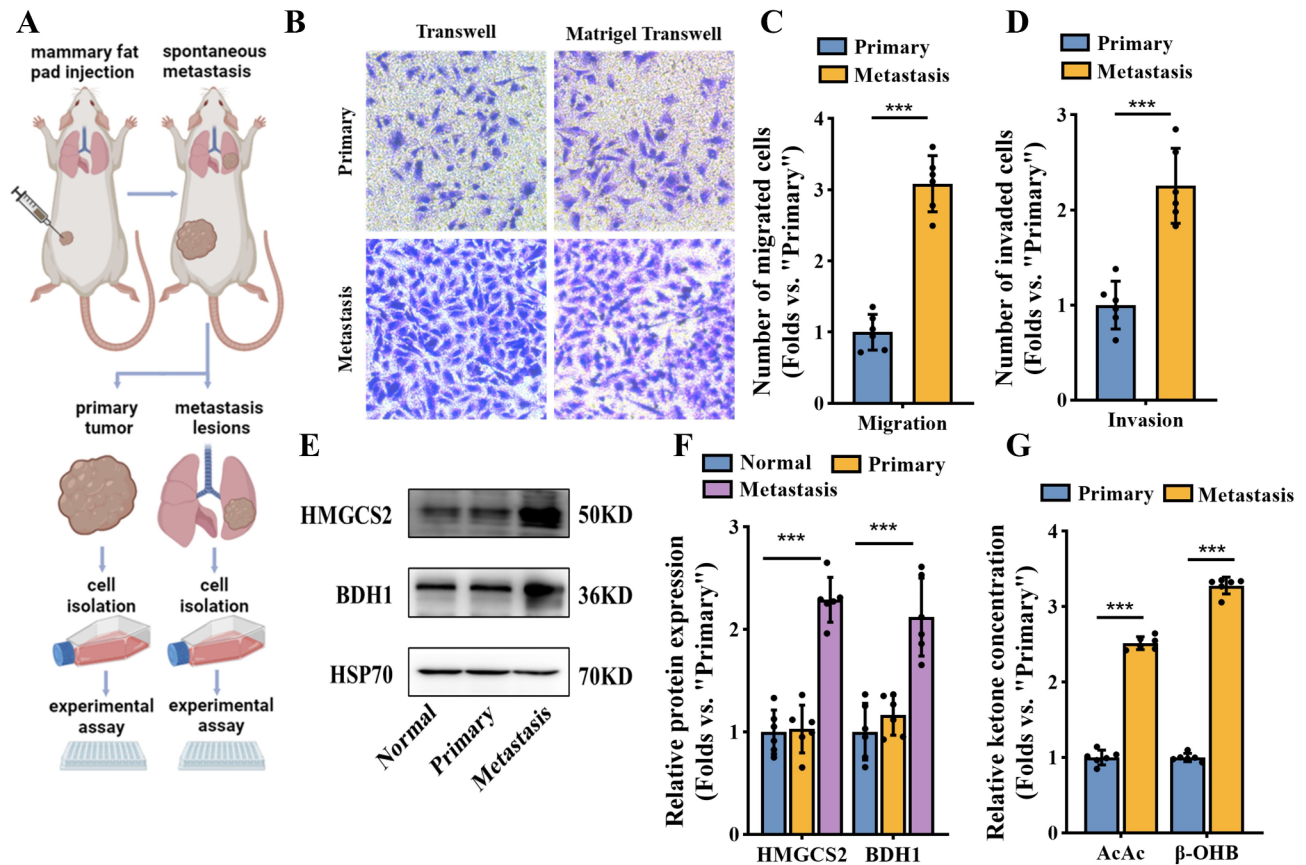 A
mammary fat
pad injection
spontaneous
metastasis
primary
tumor
metastasis
lesions
cell
isolation
cell
isolation
experimental
assay
experimental
assay
B
Transwell
Matrigel Transwell
Primary
Metastasis
C
Primary
Metastasis
Number of migrated cells
(Folds vs. "Primary")
4
3
2
1
0
***
Migration
D
Primary
Metastasis
Number of invaded cells
(Folds vs. "Primary")
3
2
1
0
***
Invasion
E
HMGCS2
50KD
BDH1
36KD
HSP70
70KD
Normal
Primary
Metastasis
F
Normal
Primary
Metastasis
Relative protein expression
(Folds vs. "Primary")
3
2
1
0
***
***
HMGCS2
BDH1
G
Primary
Metastasis
Relative ketone concentration
(Folds vs. "Primary")
4
3
2
1
0
***
***
AcAc
β-OHB